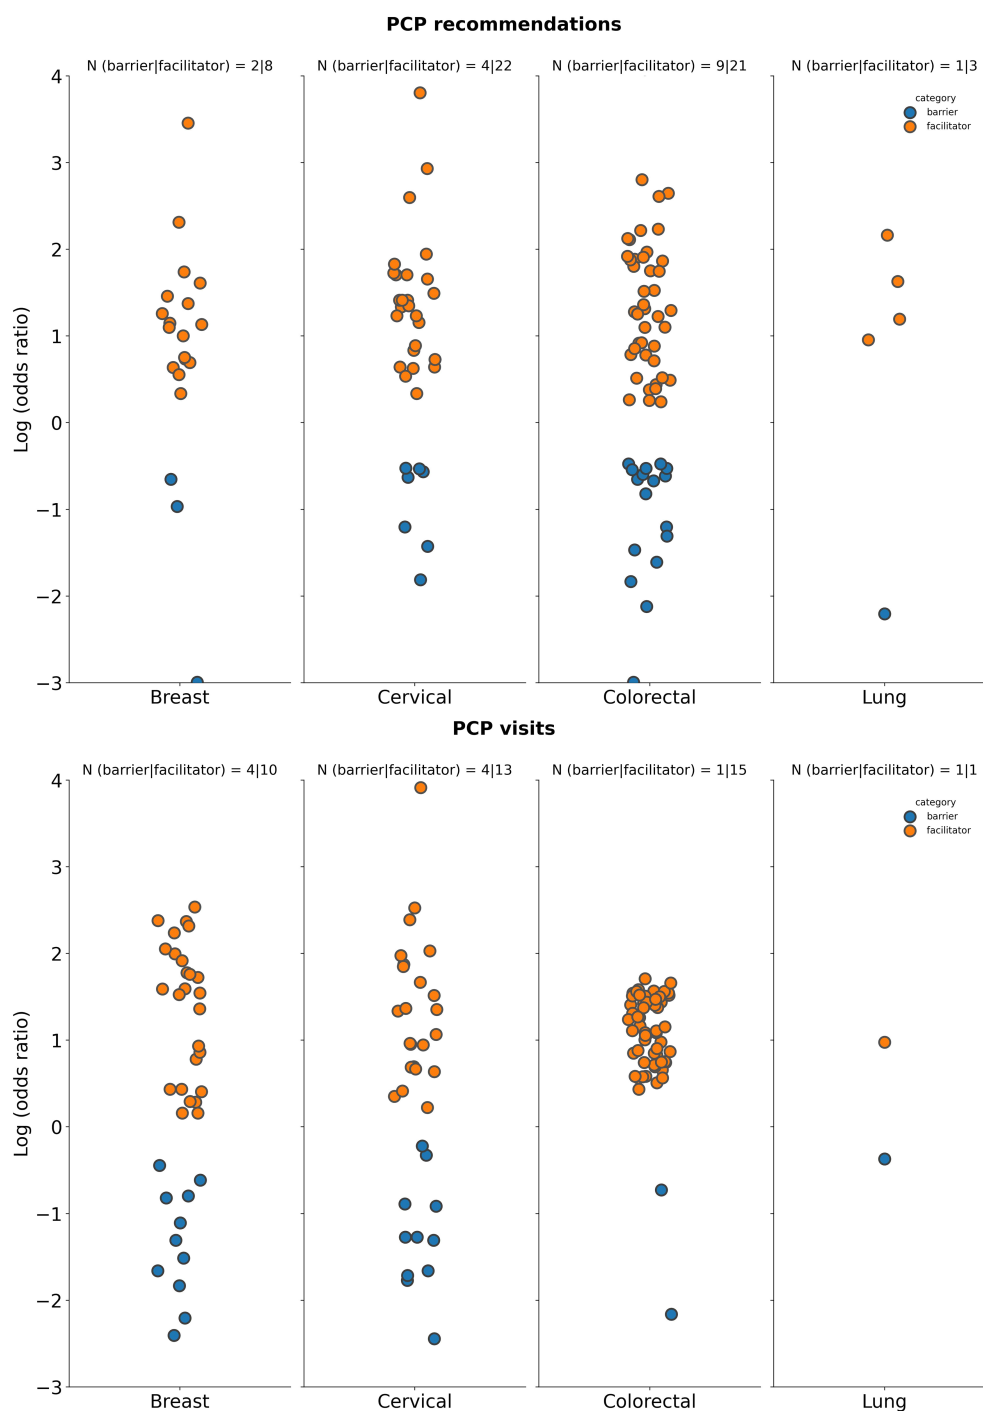 PCP recommendations
N (barrier|facilitator) = 2|8
N (barrier|facilitator) = 4|22
N (barrier|facilitator) = 9|21
N (barrier|facilitator) = 1|3
category
barrier
facilitator
Log (odds ratio)
4
3
2
1
0
−1
−2
−3
Breast
Cervical
Colorectal
Lung
PCP visits
N (barrier|facilitator) = 4|10
N (barrier|facilitator) = 4|13
N (barrier|facilitator) = 1|15
N (barrier|facilitator) = 1|1
category
barrier
facilitator
Log (odds ratio)
4
3
2
1
0
−1
−2
−3
Breast
Cervical
Colorectal
Lung